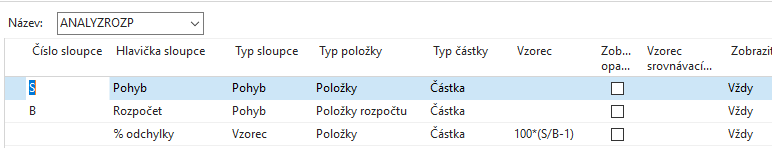 Název: ANALYZROZP
Číslo sloupce Hlavička sloupce Typ sloupce Typ položky Typ částky Vzorec Zob... Vzorec Zobrazit
opa... srovnávací...
S Pohyb Pohyb Položky Částka Vždy
B Rozpočet Pohyb Položky rozpočtu Částka Vždy
% odchylky Vzorec Položky Částka 100*(S/B-1) Vždy